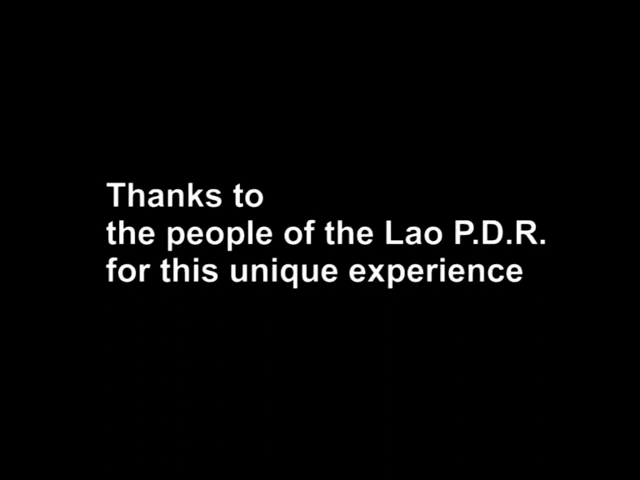 Thanks to
the people of the Lao P.D.R.
for this unique experience